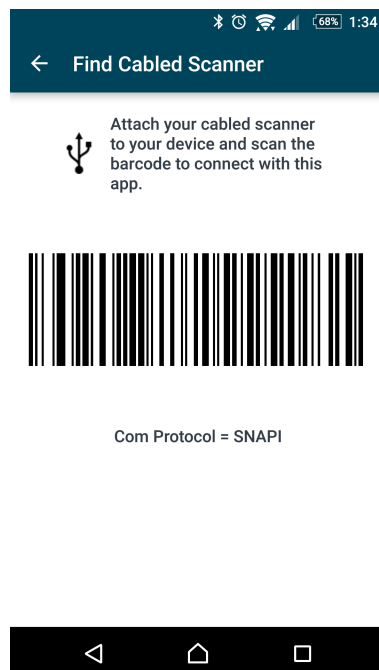 68% 1:34
Find Cabled Scanner
Attach your cabled scanner
to your device and scan the
barcode to connect with this
app.
Com Protocol = SNAPI